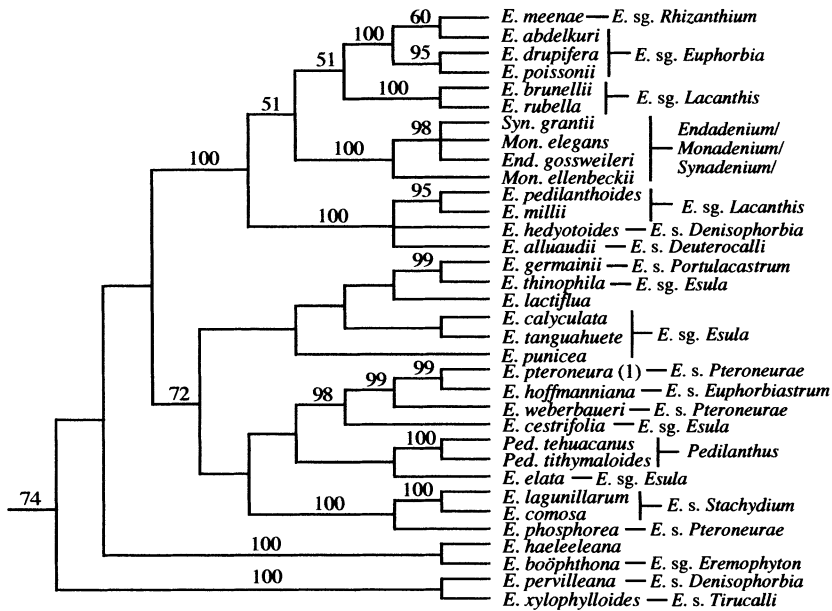 60 E. meenae — E. sg. Rhizanthium
100 E. abdelkuri
51 95 E. drupifera E. sg. Euphorbia
E. poissonii
100 E. brunellii E. sg. Lacanthis
51 E. rubella
98 Syn. grantii Endadenium/
100 Mon. elegans Monadenium/
100 End. gossweileri Synadenium/
Mon. ellenbeckii
95 E. pedilanthoides E. sg. Lacanthis
100 E. millii
E. hedyotoides — E. s. Denisophorbia
E. alluaudii — E. s. Deuterocalli
99 E. germainii — E. s. Portulacastrum
E. thinophila — E. sg. Esula
E. lactiflua
E. calyculata
E. tanguahuete E. sg. Esula
E. punicea
99 E. pteroneura (1) — E. s. Pteroneurae
72 98 99 E. hoffmanniana — E. s. Euphorbiastrum
E. weberbaueri — E. s. Pteroneurae
E. cestrifolia — E. sg. Esula
100 Ped. tehuacanus Pedilanthus
Ped. tithymaloides
E. elata — E. sg. Esula
74 100 E. lagunillarum E. s. Stachydium
100 E. comosa
E. phosphorea — E. s. Pteroneurae
100 E. haeleeleana
E. boöphthona — E. sg. Eremophyton
100 E. pervilleana — E. s. Denisophorbia
E. xylophylloides — E. s. Tirucalli